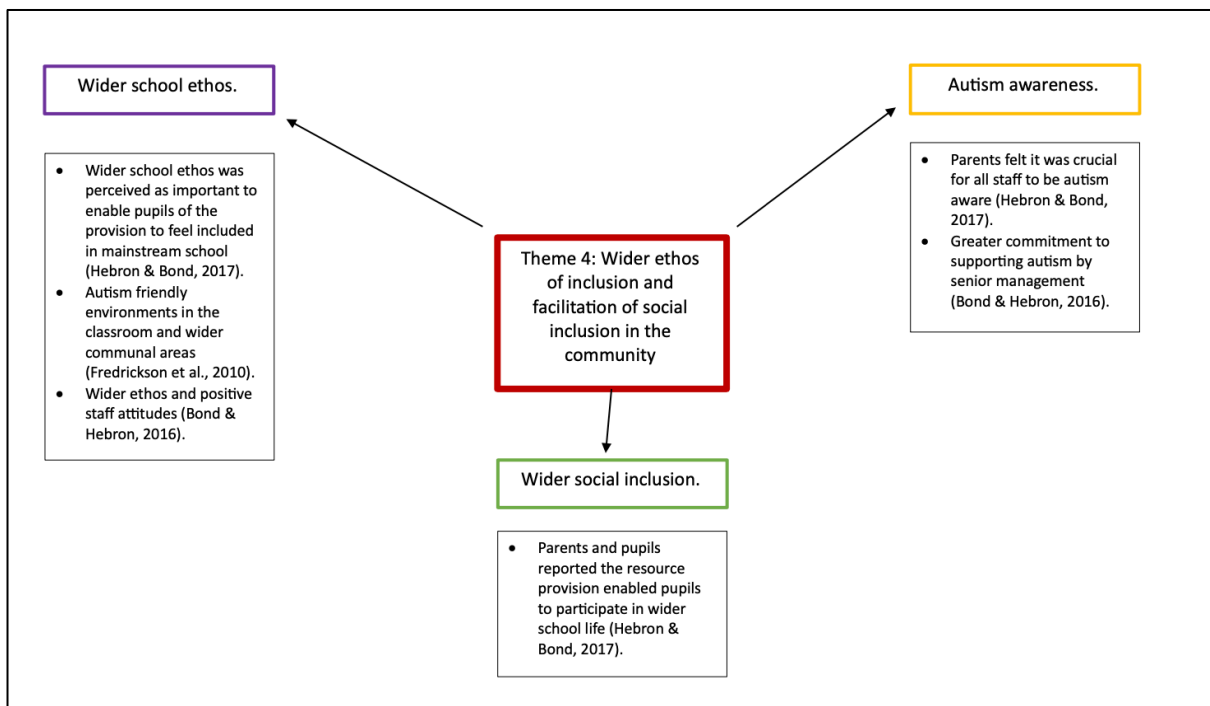 Wider school ethos.
• Wider school ethos was
perceived as important to
enable pupils of the
provision to feel included
in mainstream school
(Hebron & Bond, 2017).
• Autism friendly
environments in the
classroom and wider
communal areas
(Fredrickson et al., 2010).
• Wider ethos and positive
staff attitudes (Bond &
Hebron, 2016).
Theme 4: Wider ethos
of inclusion and
facilitation of social
inclusion in the
community
Autism awareness.
• Parents felt it was crucial
for all staff to be autism
aware (Hebron & Bond,
2017).
• Greater commitment to
supporting autism by
senior management
(Bond & Hebron, 2016).
Wider social inclusion.
• Parents and pupils
reported the resource
provision enabled pupils
to participate in wider
school life (Hebron &
Bond, 2017).